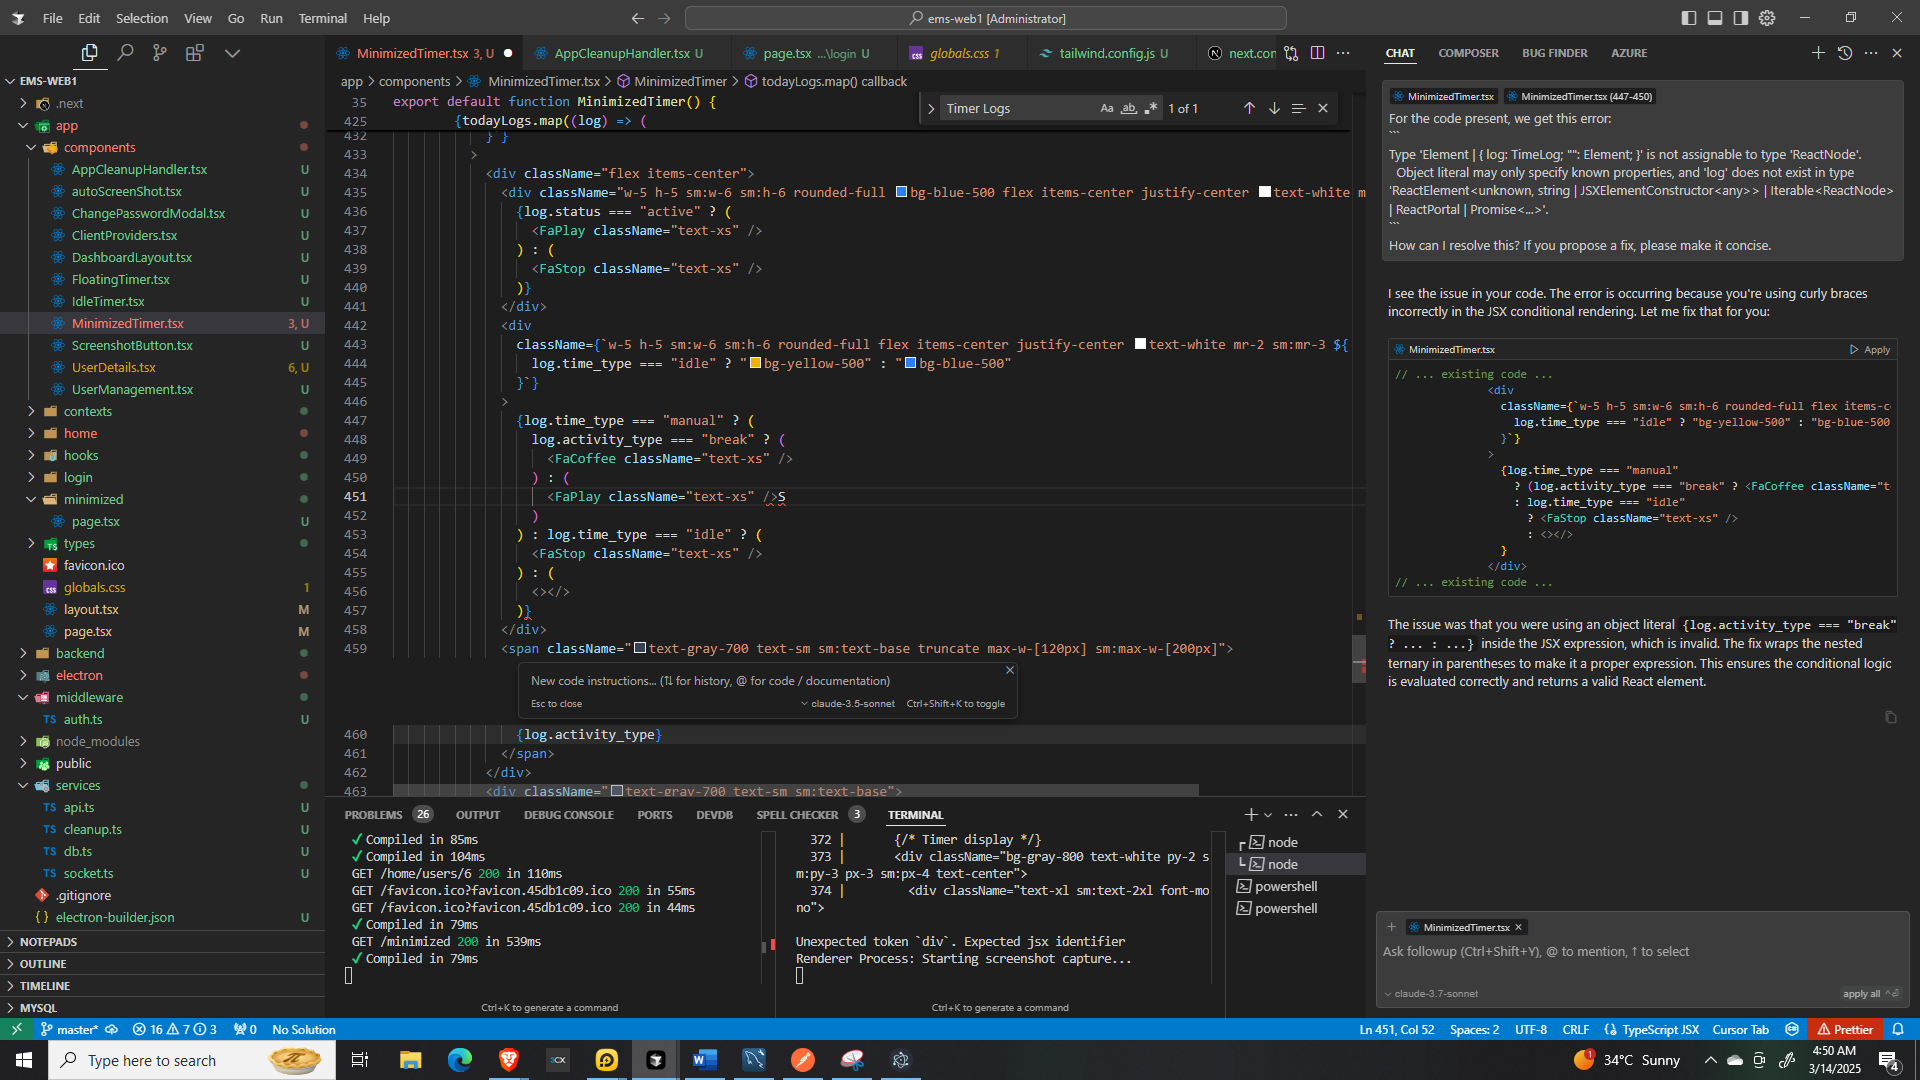 File Edit Selection View Go Run Terminal Help
ems-web1 [Administrator]
EMS-WEB1
.next
app
components
AppCleanupHandler.tsx U
autoScreenShot.tsx U
ChangePasswordModal.tsx U
ClientProviders.tsx U
DashboardLayout.tsx U
FloatingTimer.tsx U
IdleTimer.tsx U
MinimizedTimer.tsx 3, U
ScreenshotButton.tsx U
UserDetails.tsx 6, U
UserManagement.tsx U
contexts
home
hooks
login
minimized
page.tsx U
types
favicon.ico
globals.css 1
layout.tsx M
page.tsx M
backend
electron
middleware
TS auth.ts U
node_modules
public
services
TS api.ts U
TS cleanup.ts U
TS db.ts U
TS socket.ts U
.gitignore
electron-builder.json U
NOTEPADS
OUTLINE
TIMELINE
MYSQL
MinimizedTimer.tsx 3, U
AppCleanupHandler.tsx U
page.tsx ...\login U
globals.css 1
tailwind.config.js U
next.con
app > components > MinimizedTimer.tsx > MinimizedTimer > todayLogs.map() callback
Timer Logs Aa ab .* 1 of 1
35 export default function MinimizedTimer() {
425 {todayLogs.map((log) => (
432 } }
433 >
434 <div className="flex items-center">
435 <div className="w-5 h-5 sm:w-6 sm:h-6 rounded-full bg-blue-500 flex items-center justify-center text-white m
436 {log.status === "active" ? (
437 <FaPlay className="text-xs" />
438 ) : (
439 <FaStop className="text-xs" />
440 )}
441 </div>
442 <div
443 className={`w-5 h-5 sm:w-6 sm:h-6 rounded-full flex items-center justify-center text-white mr-2 sm:mr-3 ${
444 log.time_type === "idle" ? "bg-yellow-500" : "bg-blue-500"
445 }`}
446 >
447 {log.time_type === "manual" ? (
448 log.activity_type === "break" ? (
449 <FaCoffee className="text-xs" />
450 ) : (
451 <FaPlay className="text-xs" />S
452 )
453 ) : log.time_type === "idle" ? (
454 <FaStop className="text-xs" />
455 ) : (
456 <></>
457 )}
458 </div>
459 <span className="text-gray-700 text-sm sm:text-base truncate max-w-[120px] sm:max-w-[200px]">
New code instructions... (⇅ for history, @ for code / documentation)
Esc to close claude-3.5-sonnet Ctrl+Shift+K to toggle
460 {log.activity_type}
461 </span>
462 </div>
463 <div className="text-gray-700 text-sm sm:text-base">
PROBLEMS 26 OUTPUT DEBUG CONSOLE PORTS DEVDB SPELL CHECKER 3 TERMINAL
✓ Compiled in 85ms
✓ Compiled in 104ms
GET /home/users/6 200 in 110ms
GET /favicon.ico?favicon.45db1c09.ico 200 in 55ms
GET /favicon.ico?favicon.45db1c09.ico 200 in 44ms
✓ Compiled in 79ms
GET /minimized 200 in 539ms
✓ Compiled in 79ms
Ctrl+K to generate a command
372 | {/* Timer display */}
373 | <div className="bg-gray-800 text-white py-2 s
m:py-3 px-3 sm:px-4 text-center">
374 | <div className="text-xl sm:text-2xl font-mo
no">
Unexpected token `div`. Expected jsx identifier
Renderer Process: Starting screenshot capture...
Ctrl+K to generate a command
node
node
powershell
powershell
CHAT COMPOSER BUG FINDER AZURE
MinimizedTimer.tsx MinimizedTimer.tsx (447-450)
For the code present, we get this error:
```
Type 'Element | { log: TimeLog; "": Element; }' is not assignable to type 'ReactNode'.
Object literal may only specify known properties, and 'log' does not exist in type
'ReactElement<unknown, string | JSXElementConstructor<any>> | Iterable<ReactNode>
| ReactPortal | Promise<...>'.
```
How can I resolve this? If you propose a fix, please make it concise.
I see the issue in your code. The error is occurring because you're using curly braces
incorrectly in the JSX conditional rendering. Let me fix that for you:
MinimizedTimer.tsx Apply
// ... existing code ...
<div
className={`w-5 h-5 sm:w-6 sm:h-6 rounded-full flex items-c
log.time_type === "idle" ? "bg-yellow-500" : "bg-blue-500
}`}
>
{log.time_type === "manual"
? (log.activity_type === "break" ? <FaCoffee className="t
: log.time_type === "idle"
? <FaStop className="text-xs" />
: <></>
}
</div>
// ... existing code ...
The issue was that you were using an object literal {log.activity_type === "break"
? ... : ...} inside the JSX expression, which is invalid. The fix wraps the nested
ternary in parentheses to make it a proper expression. This ensures the conditional logic
is evaluated correctly and returns a valid React element.
MinimizedTimer.tsx
Ask followup (Ctrl+Shift+Y), @ to mention, ↑ to select
claude-3.7-sonnet apply all
master* 16 7 3 0 No Solution
Ln 451, Col 52 Spaces: 2 UTF-8 CRLF TypeScript JSX Cursor Tab Prettier
Type here to search
34°C Sunny
4:50 AM
3/14/2025
4